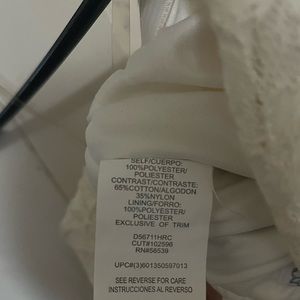 SELF/CUERPO:
100%POLYESTER/
POLIESTER
CONTRAST/CONTRASTE:
65%COTTON/ALGODON
35%NYLON
LINING/FORRO:
100%POLYESTER/
POLIESTER
EXCLUSIVE OF TRIM
D56711HRC
CUT#102598
RN#58539
UPC#(3)601350597013
SEE REVERSE FOR CARE
INSTRUCCIONES AL REVERSO